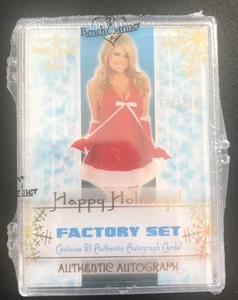 Bench Warmer
Happy Holidays!
FACTORY SET
Contains 21 Authentic Autograph Cards!
AUTHENTIC AUTOGRAPH